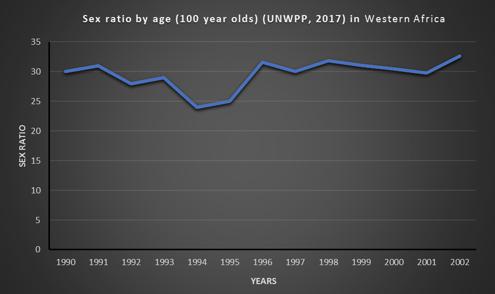 Sex ratio by age (100 year olds) (UNWPP, 2017) in Western Africa
35
30
25
20
15
10
5
0
SEX RATIO
1990 1991 1992 1993 1994 1995 1996 1997 1998 1999 2000 2001 2002
YEARS